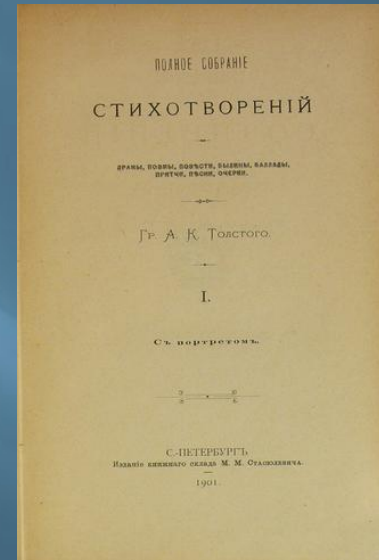 ПОЛНОЕ СОБРАНІЕ
СТИХОТВОРЕНІЙ
ДРАМЫ, ПОЭМЫ, ПОВѢСТИ, БЫЛИНЫ, БАЛЛАДЫ,
ПРИТЧИ, ПѢСНИ, ОЧЕРКИ.
ГР. А. К. ТОЛСТОГО.
I.
Съ портретомъ.
С.-ПЕТЕРБУРГЪ
Изданіе книжнаго склада М. М. Стасюлевича.
1901.